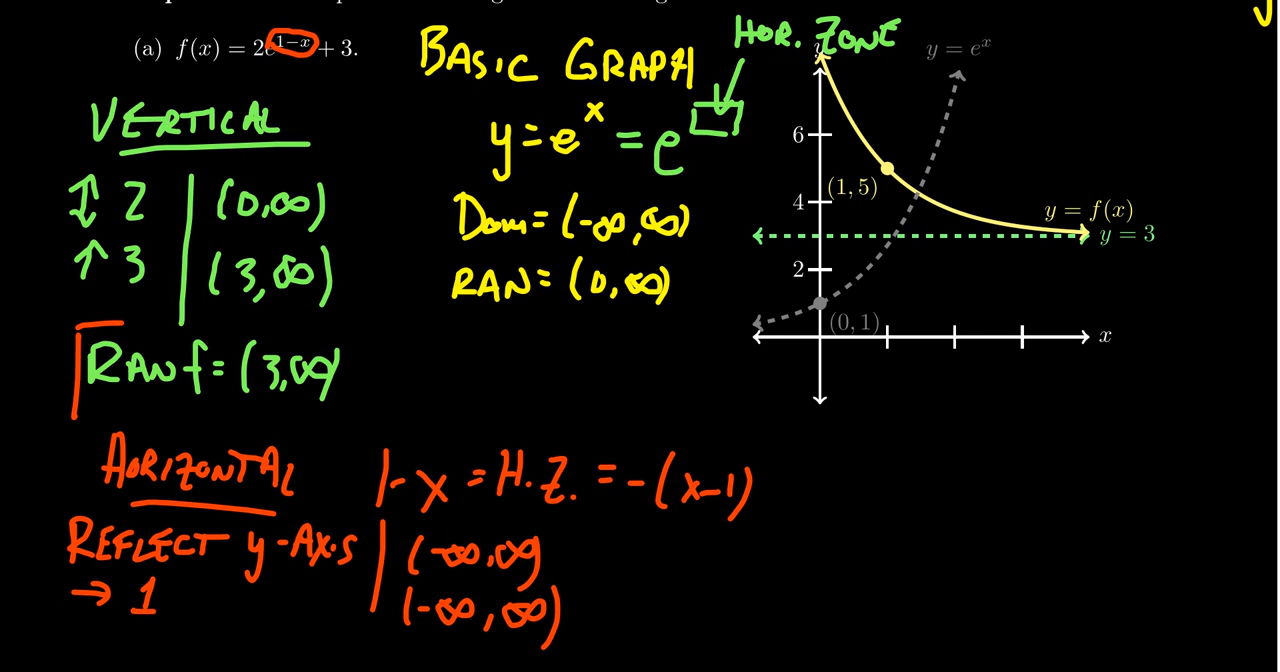 (a) f(x) = 2e^{1−x} + 3.
VERTICAL
↕ 2 | (0,∞)
↑ 3 | (3,∞)
RAN f = (3,∞)
BASIC GRAPH
y = e^x = e^□
Dom = (-∞,∞)
RAN = (0,∞)
HOR. ZONE
y
y = e^x
6
4
2
(1, 5)
y = f(x)
y = 3
(0, 1)
x
HORIZONTAL
1-x = H.Z. = -(x-1)
REFLECT y-AXIS | (-∞,∞)
→ 1 | (-∞,∞)